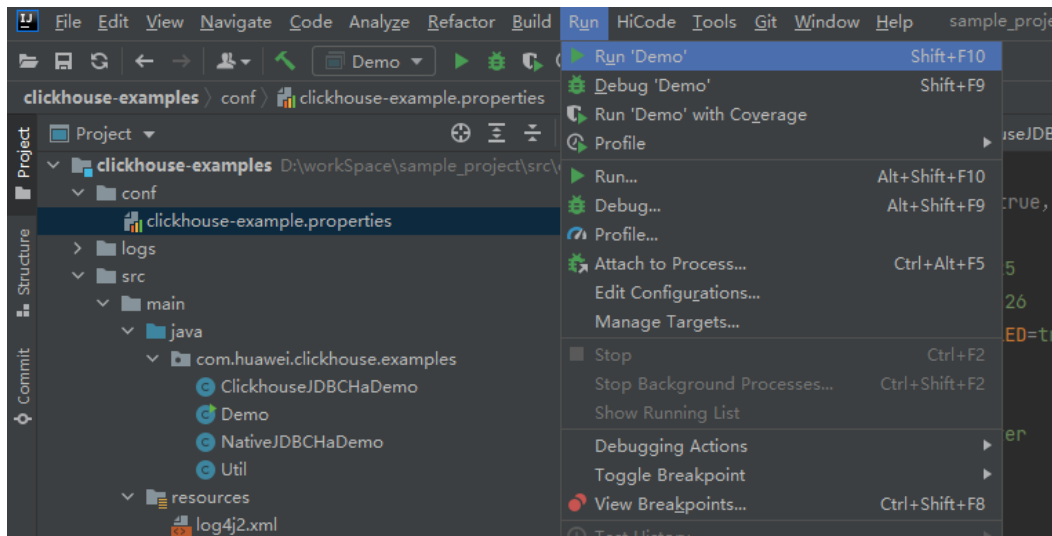 File Edit View Navigate Code Analyze Refactor Build Run HiCode Tools Git Window Help sample_proje
Demo
clickhouse-examples conf clickhouse-example.properties
Project
Project
Structure
Commit
clickhouse-examples D:\workSpace\sample_project\src\
conf
clickhouse-example.properties
logs
src
main
java
com.huawei.clickhouse.examples
ClickhouseJDBCHaDemo
Demo
NativeJDBCHaDemo
Util
resources
log4j2.xml
Run 'Demo' Shift+F10
Debug 'Demo' Shift+F9
Run 'Demo' with Coverage
Profile
Run... Alt+Shift+F10
Debug... Alt+Shift+F9
Profile...
Attach to Process... Ctrl+Alt+F5
Edit Configurations...
Manage Targets...
Stop Ctrl+F2
Stop Background Processes... Ctrl+Shift+F2
Show Running List
Debugging Actions
Toggle Breakpoint
View Breakpoints... Ctrl+Shift+F8
Test History
useJDB
true,
5
26
ED=t
er